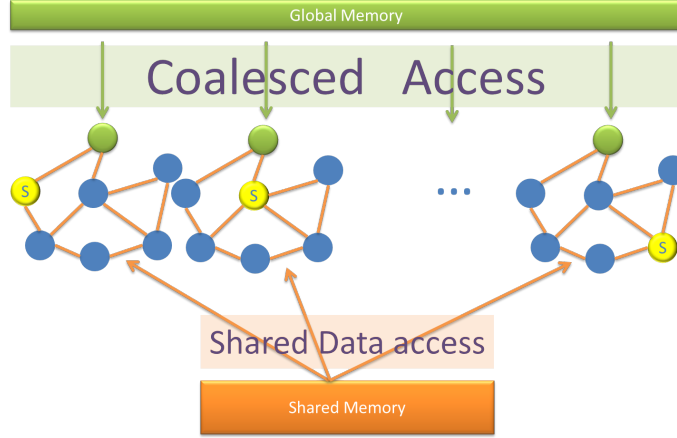 Global Memory
Coalesced Access
S
S
...
S
Shared Data access
Shared Memory